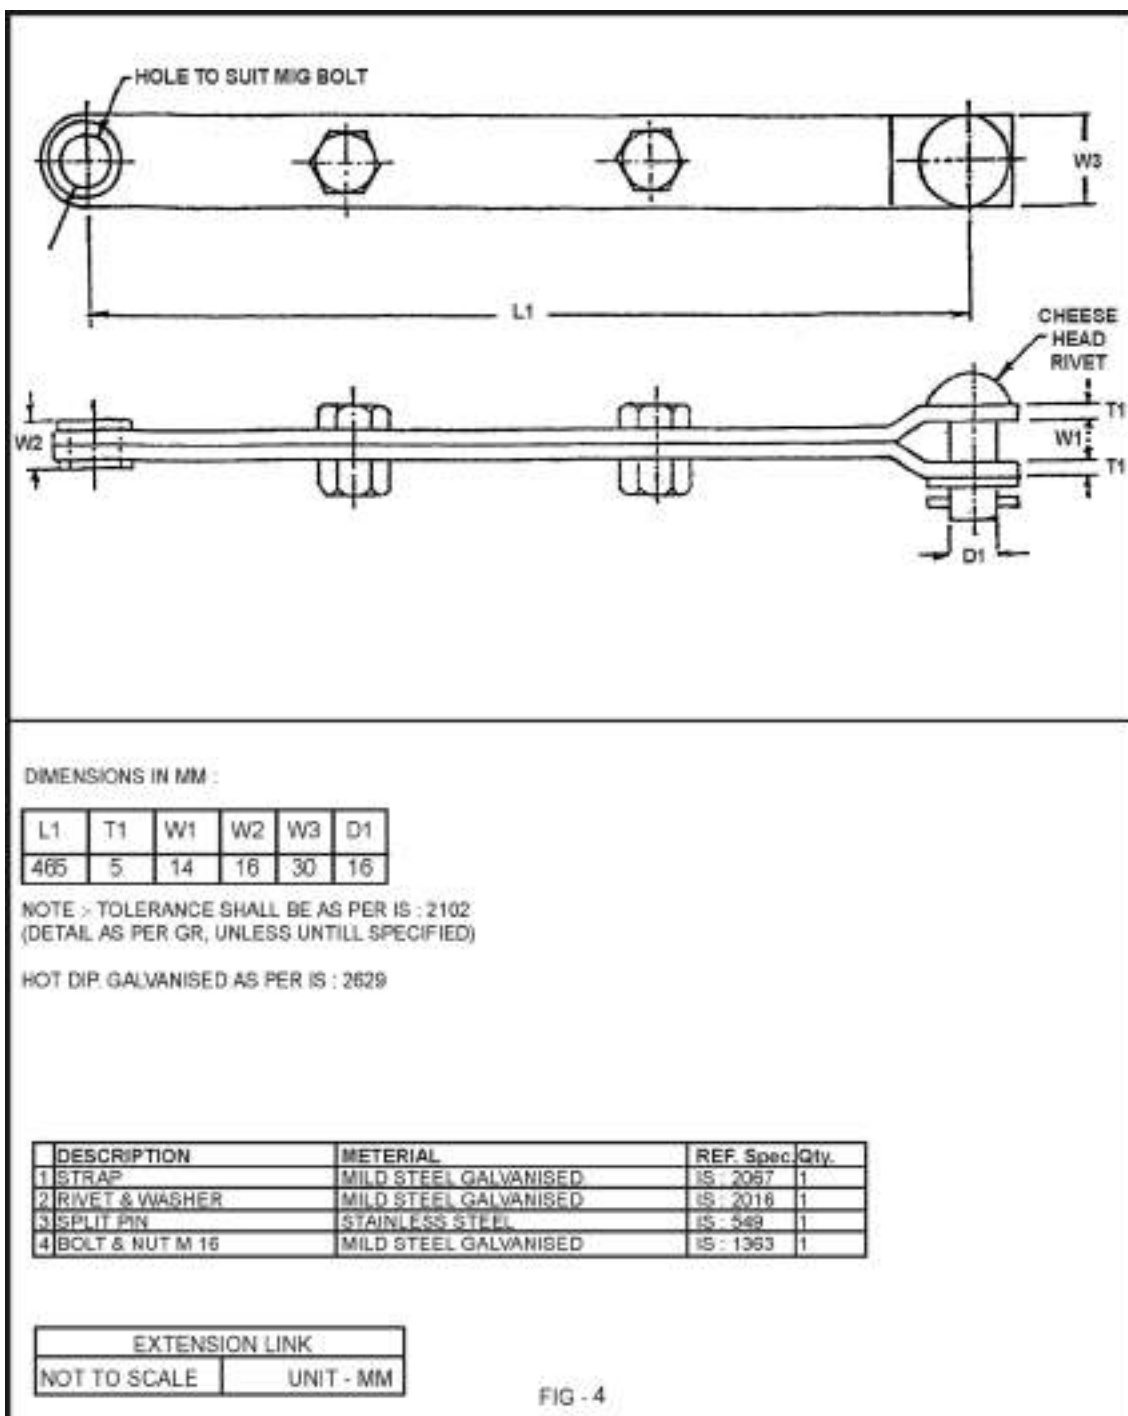 HOLE TO SUIT MIG BOLT
W3
L1
CHEESE
HEAD
RIVET
T1
W2
W1
T1
D1
DIMENSIONS IN MM :
L1 T1 W1 W2 W3 D1
465 5 14 16 30 16
NOTE :- TOLERANCE SHALL BE AS PER IS : 2102
(DETAIL AS PER GR, UNLESS UNTILL SPECIFIED)
HOT DIP. GALVANISED AS PER IS : 2629
DESCRIPTION METERIAL REF. Spec. Qty.
1 STRAP MILD STEEL GALVANISED IS : 2067 1
2 RIVET & WASHER MILD STEEL GALVANISED IS : 2016 1
3 SPLIT PIN STAINLESS STEEL IS : 549 1
4 BOLT & NUT M 16 MILD STEEL GALVANISED IS : 1363 1
EXTENSION LINK
NOT TO SCALE UNIT - MM
FIG - 4